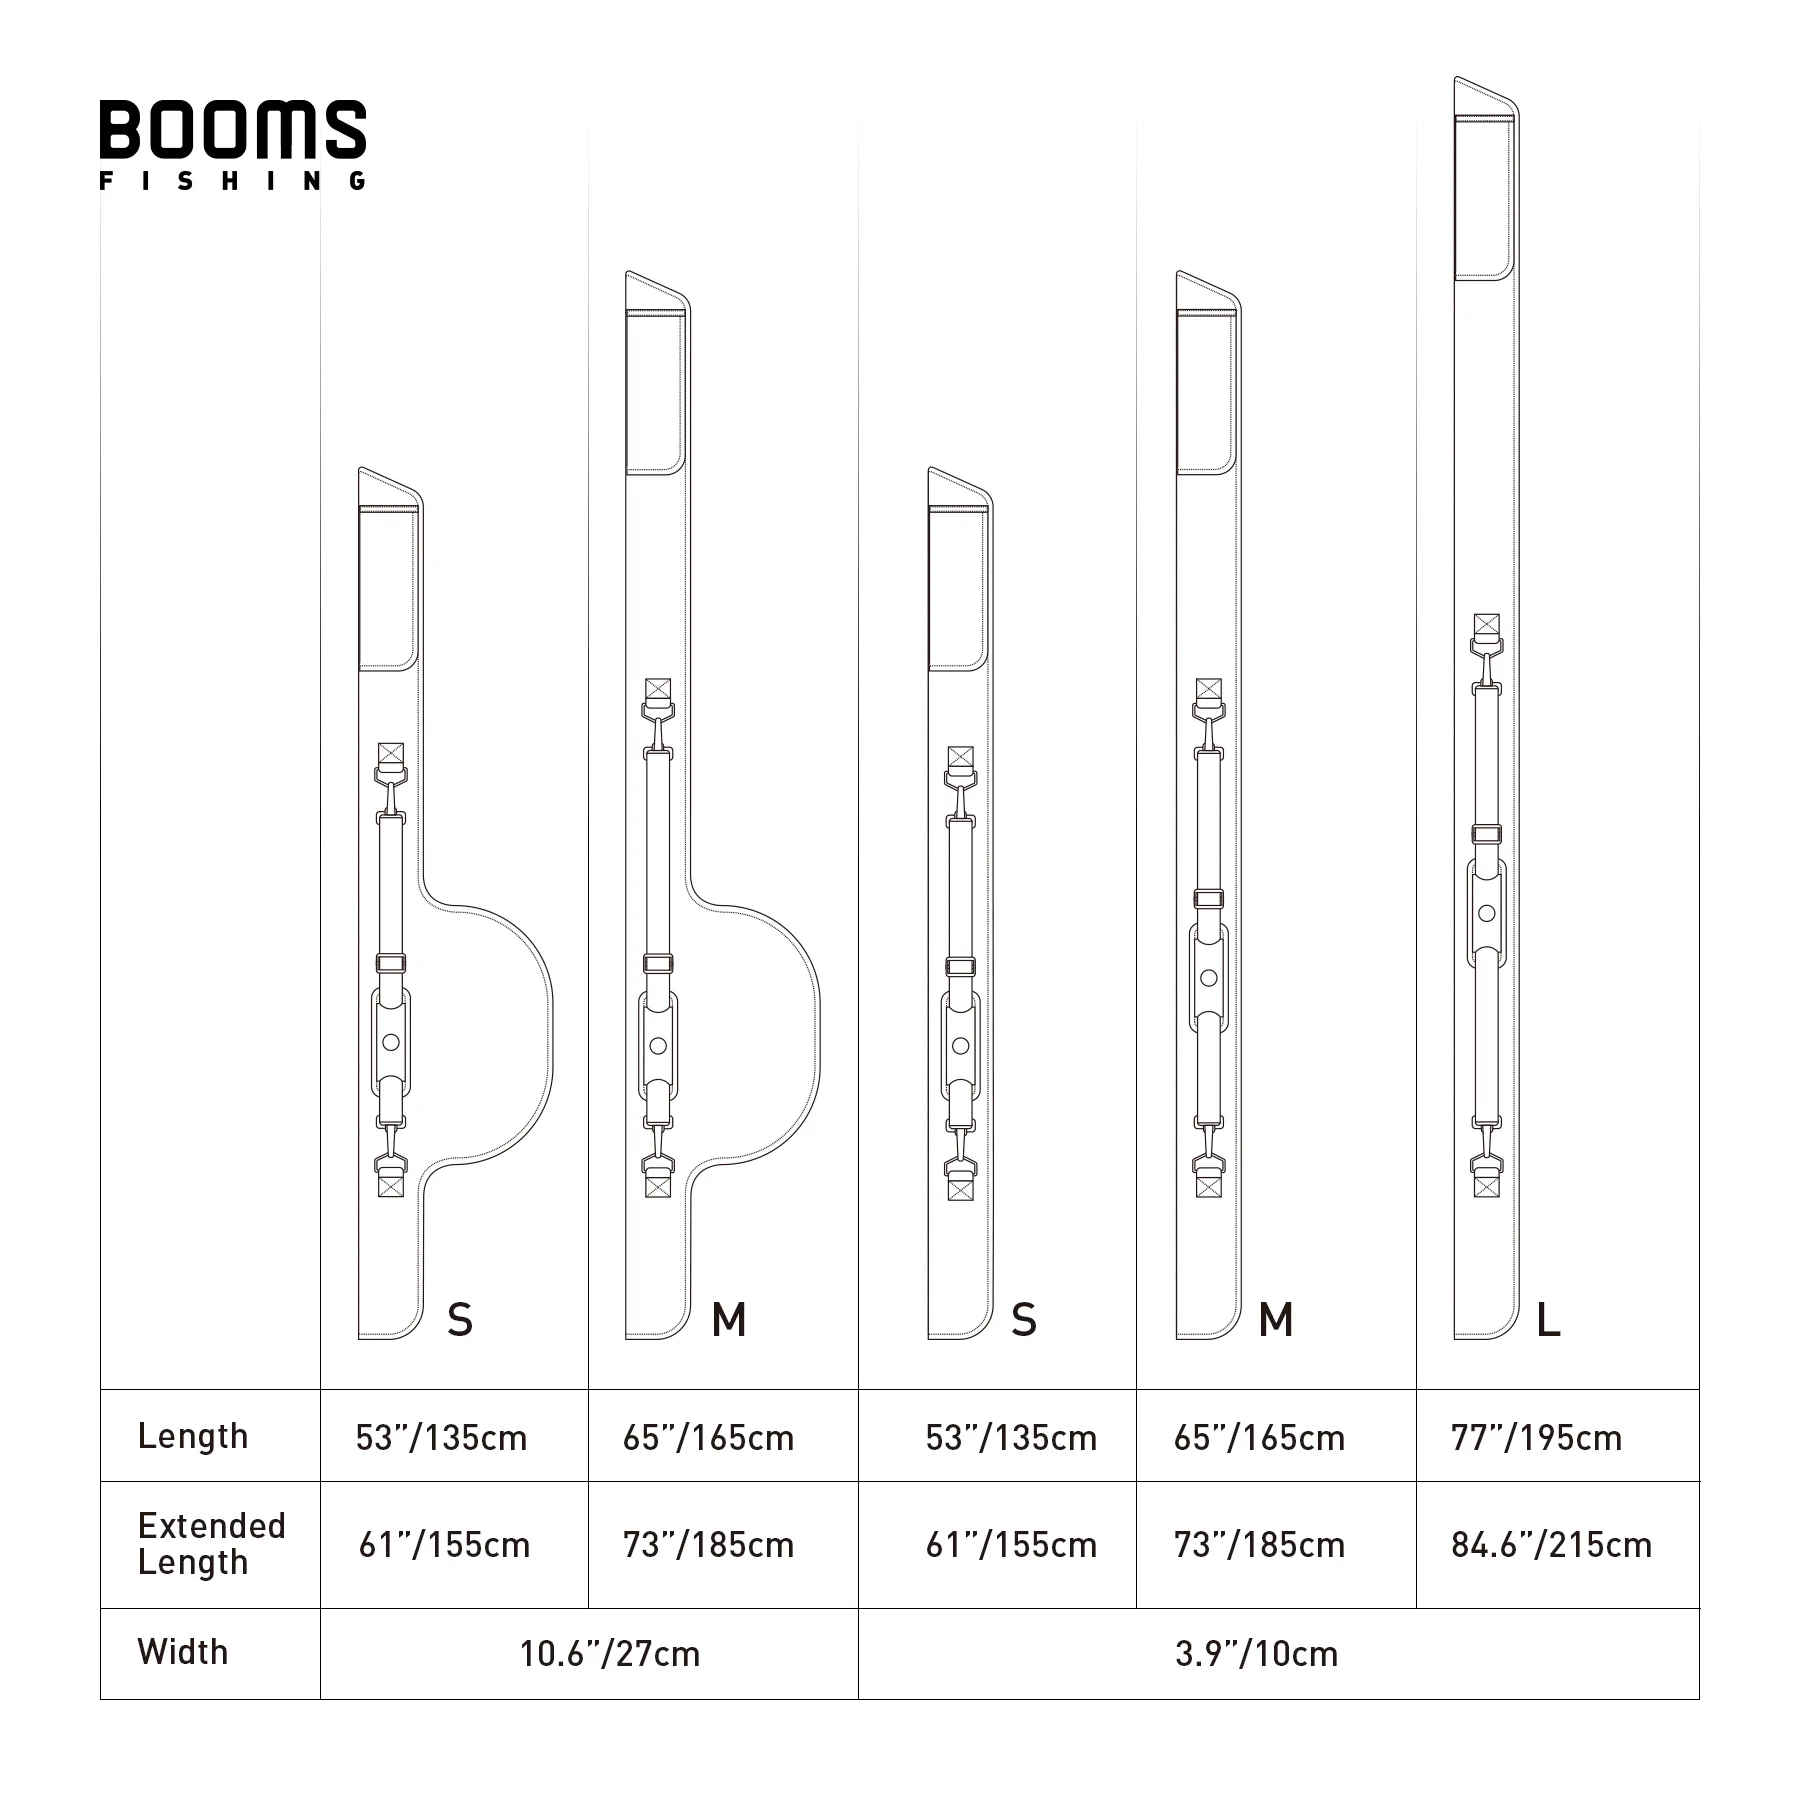 BOOMS
FISHING
S
M
S
M
L
Length
53”/135cm
65”/165cm
53”/135cm
65”/165cm
77”/195cm
Extended
Length
61”/155cm
73”/185cm
61”/155cm
73”/185cm
84.6”/215cm
Width
10.6”/27cm
3.9”/10cm